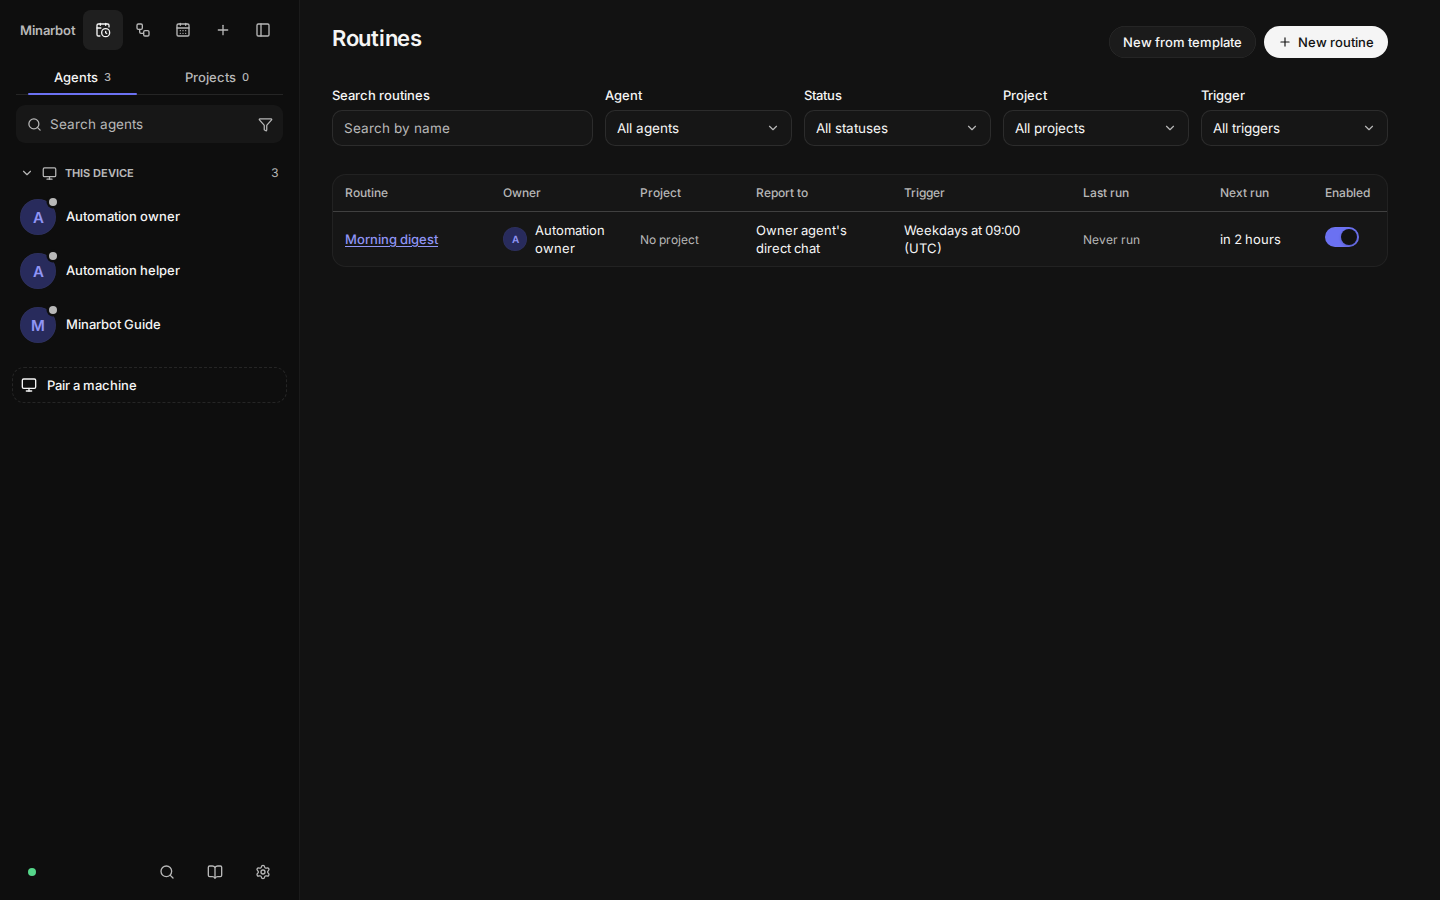 Minarbot
Agents 3
Projects 0
Search agents
THIS DEVICE 3
A Automation owner
A Automation helper
M Minarbot Guide
Pair a machine
Routines
New from template
New routine
Search routines
Search by name
Agent
All agents
Status
All statuses
Project
All projects
Trigger
All triggers
Routine Owner Project Report to Trigger Last run Next run Enabled
Morning digest
A
Automation
owner
No project
Owner agent's
direct chat
Weekdays at 09:00
(UTC)
Never run
in 2 hours